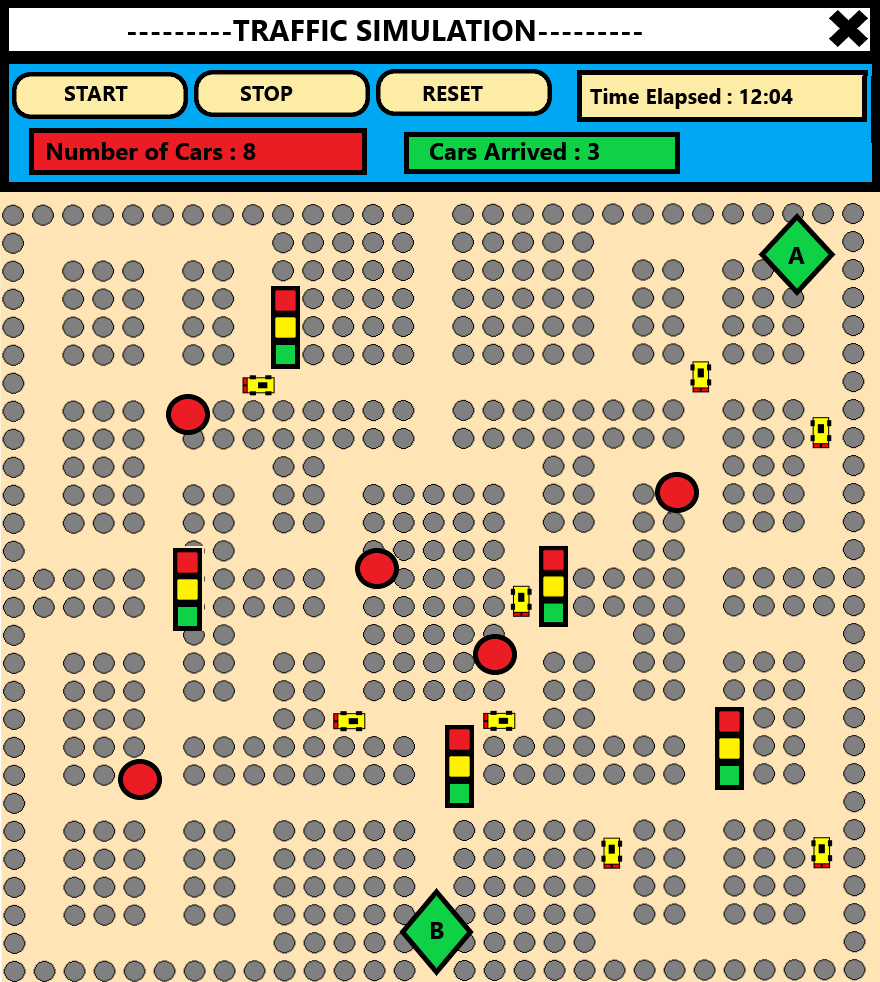 ---------TRAFFIC SIMULATION---------
START STOP RESET Time Elapsed : 12:04
Number of Cars : 8 Cars Arrived : 3
A
B